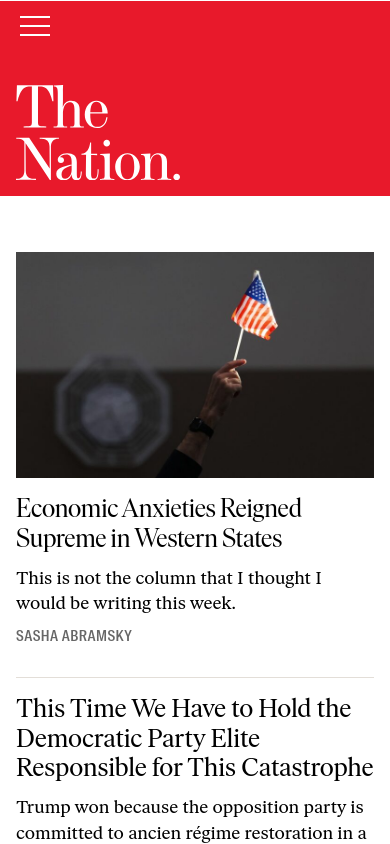 The
Nation.
Economic Anxieties Reigned
Supreme in Western States
This is not the column that I thought I
would be writing this week.
SASHA ABRAMSKY
This Time We Have to Hold the
Democratic Party Elite
Responsible for This Catastrophe
Trump won because the opposition party is
committed to ancien régime restoration in a